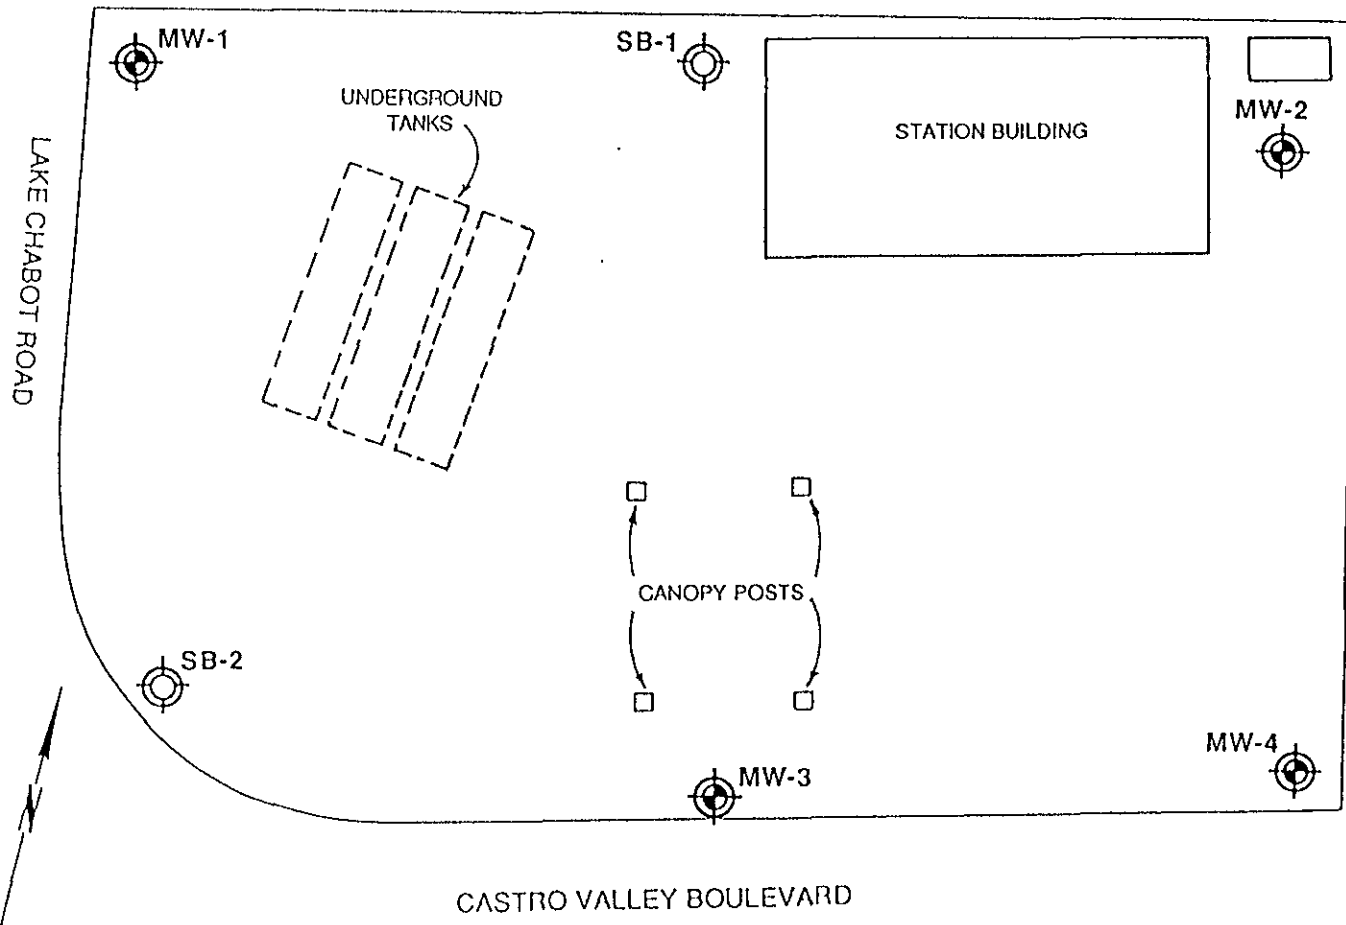 MW-1
SB-1
UNDERGROUND
TANKS
STATION BUILDING
MW-2
LAKE CHABOT ROAD
CANOPY POSTS
SB-2
MW-4
MW-3
N
CASTRO VALLEY BOULEVARD